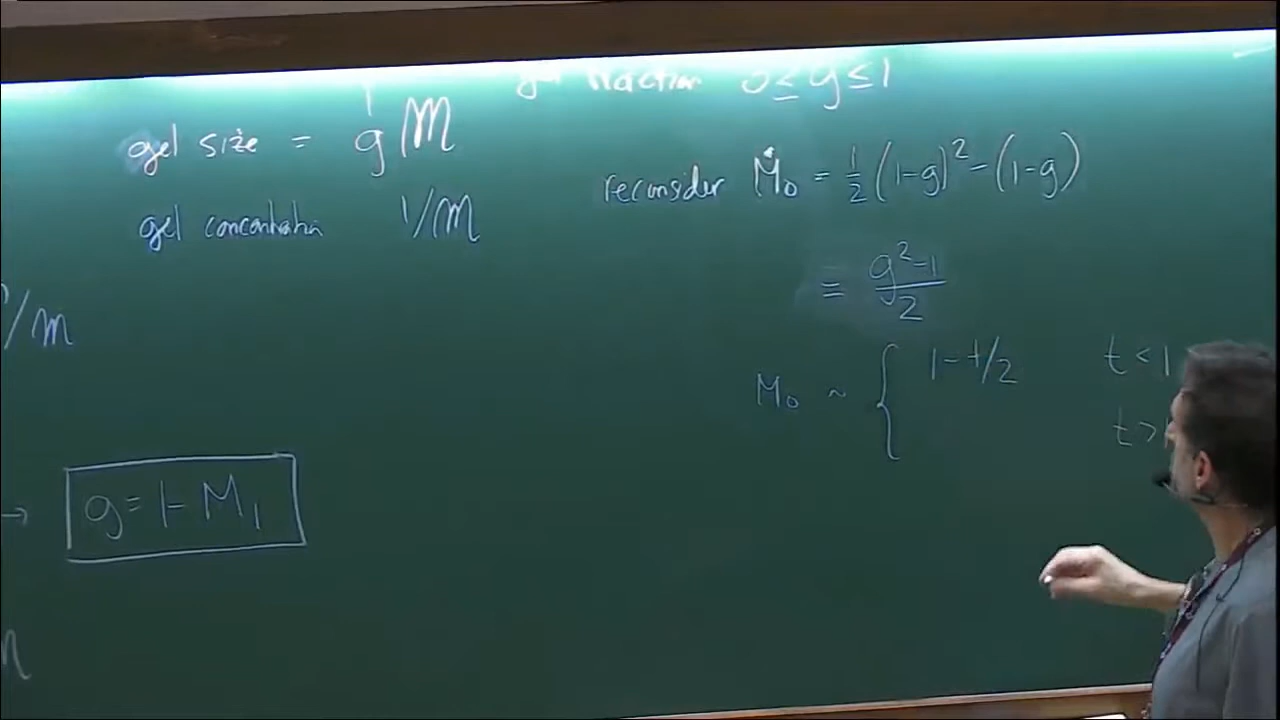 gel fraction 0 ≤ g ≤ 1
gel size = g M
gel concentration 1/M
/M
→ g = 1 - M₁
reconsider Ṁ₀ = 1/2 (1-g)² - (1-g)
≡ g² - 1 / 2
M₀ ~ { 1 - t/2 t < 1
t >